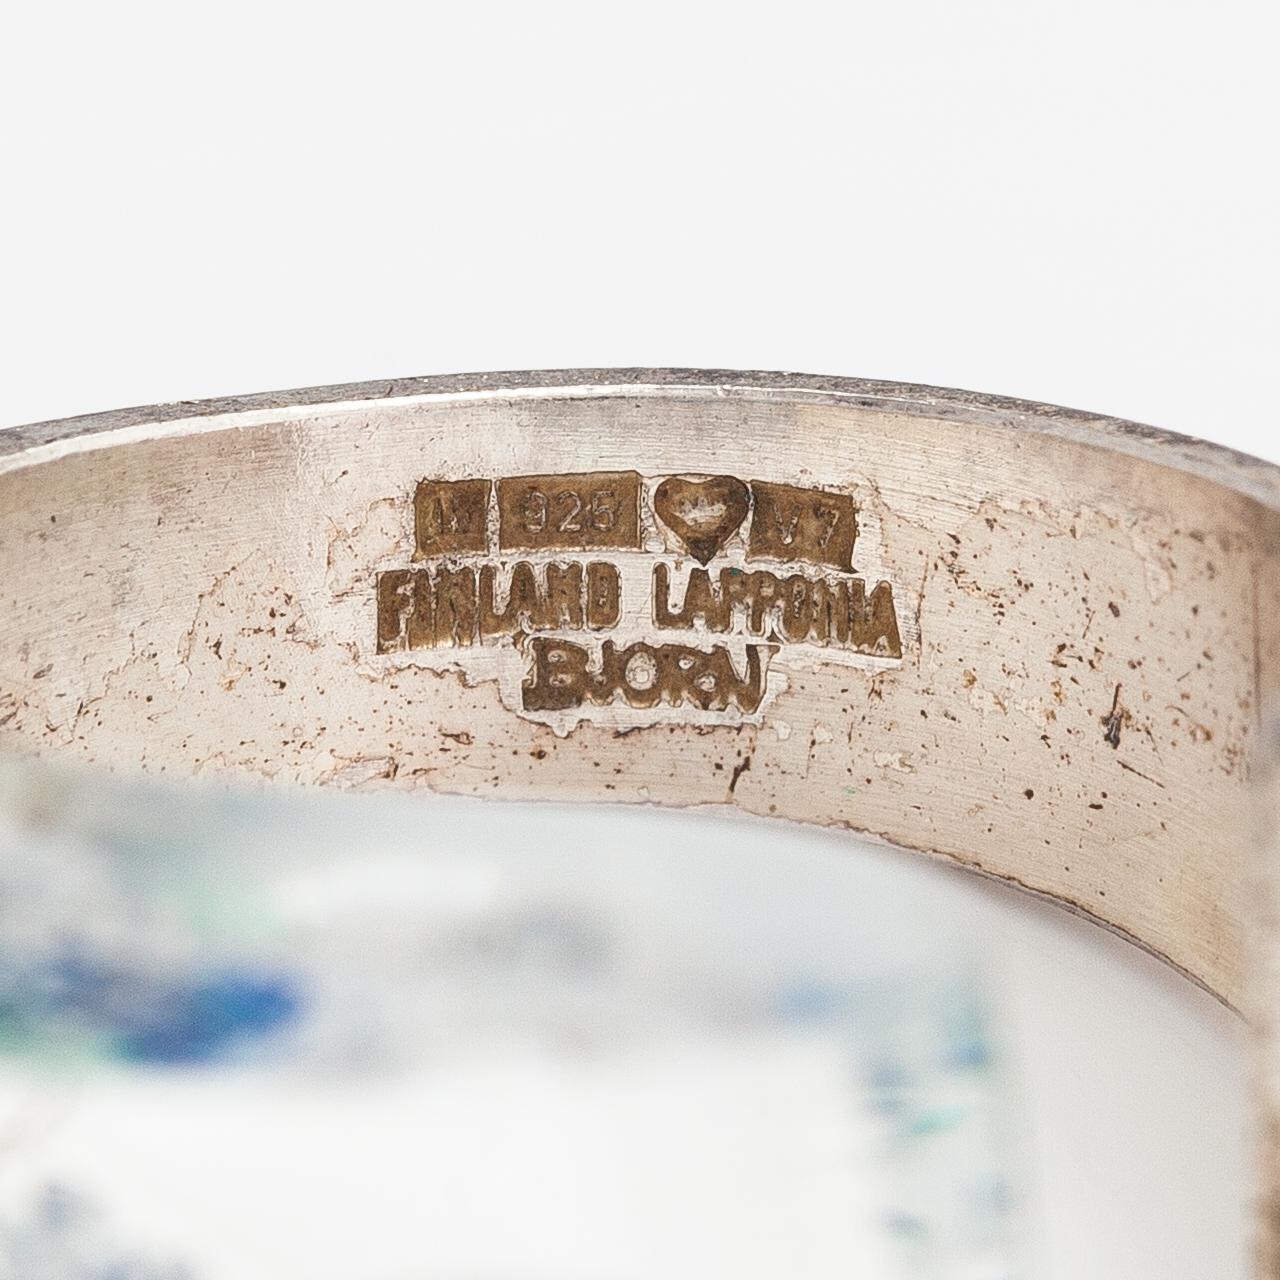 925 V7
FINLAND LAPPONIA
BJORN